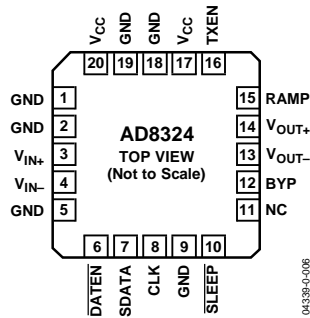 VCC GND GND VCC TXEN
20 19 18 17 16
GND 1
GND 2
VIN+ 3
VIN– 4
GND 5
AD8324
TOP VIEW
(Not to Scale)
15 RAMP
14 VOUT+
13 VOUT–
12 BYP
11 NC
6 7 8 9 10
DATEN SDATA CLK GND SLEEP
04339-0-006